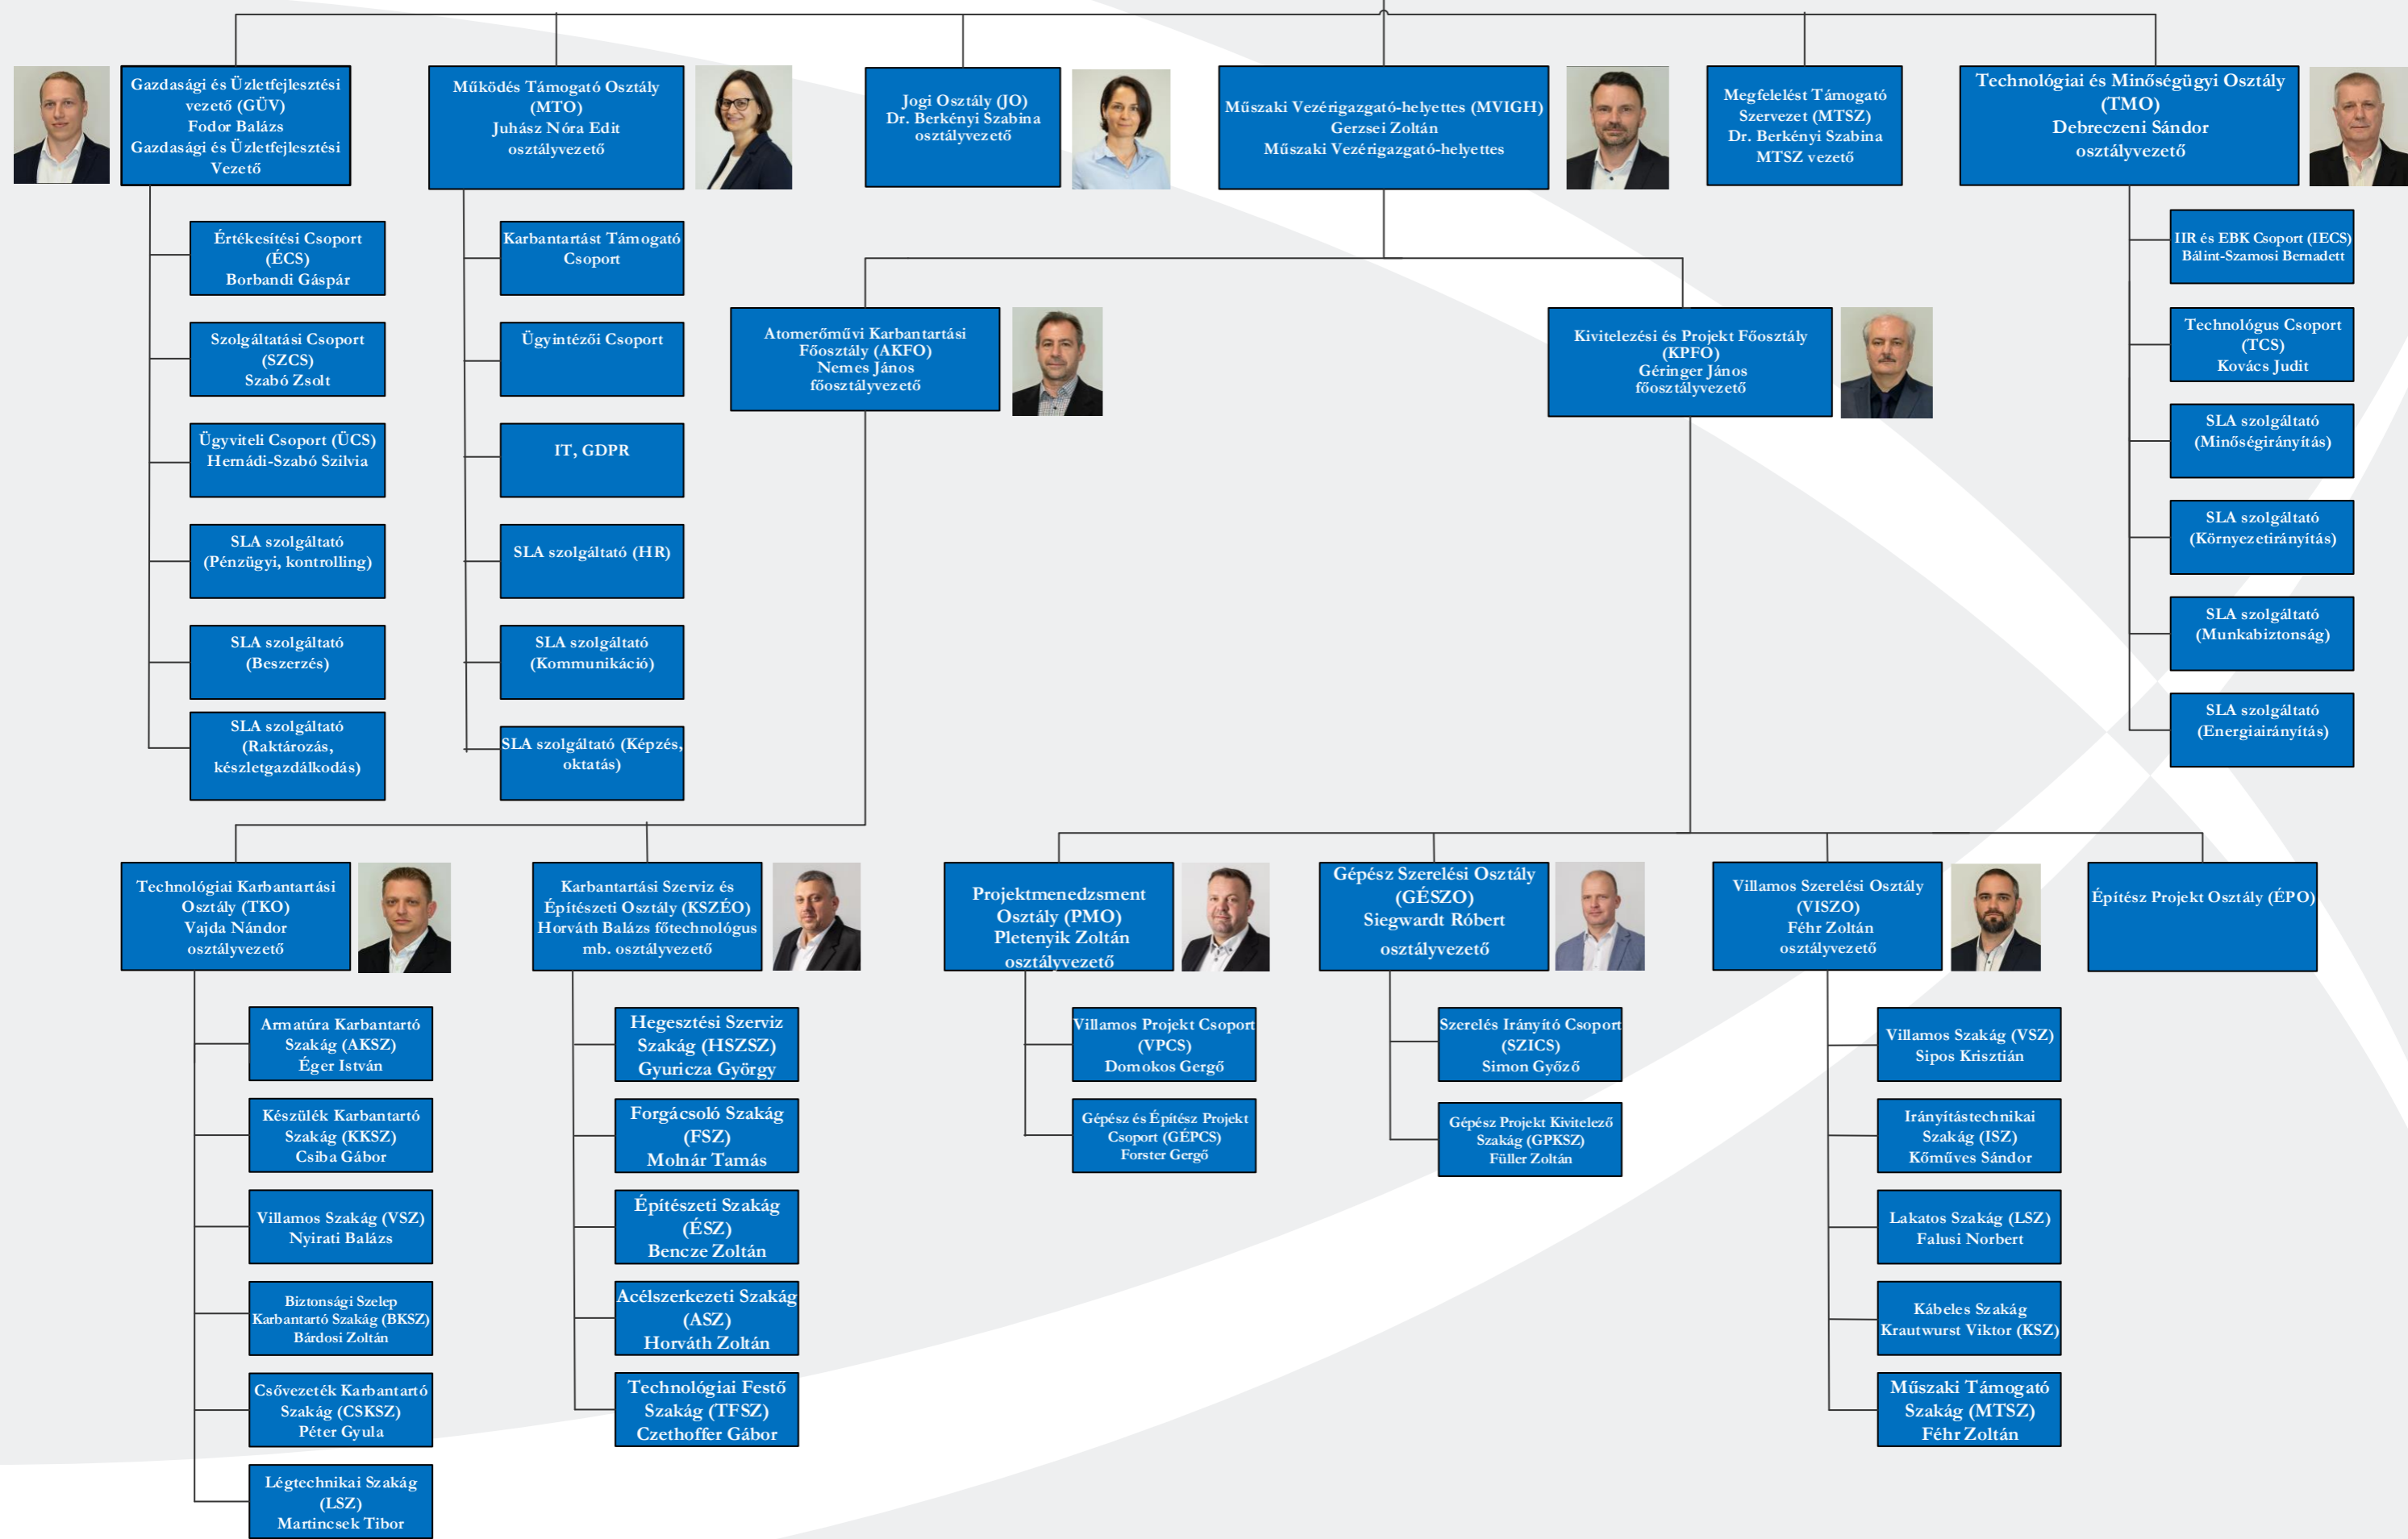 Gazdasági és Üzletfejlesztési
vezető (GÜV)
Fodor Balázs
Gazdasági és Üzletfejlesztési
Vezető
Működés Támogató Osztály
(MTO)
Juhász Nóra Edit
osztályvezető
Jogi Osztály (JO)
Dr. Berkényi Szabina
osztályvezető
Műszaki Vezérigazgató-helyettes (MVIGH)
Gerzsei Zoltán
Műszaki Vezérigazgató-helyettes
Megfelelést Támogató
Szervezet (MTSZ)
Dr. Berkényi Szabina
MTSZ vezető
Technológiai és Minőségügyi Osztály
(TMO)
Debreczeni Sándor
osztályvezető
Értékesítési Csoport
(ÉCS)
Borbandi Gáspár
Szolgáltatási Csoport
(SZCS)
Szabó Zsolt
Ügyviteli Csoport (ÜCS)
Hernádi-Szabó Szilvia
SLA szolgáltató
(Pénzügyi, kontrolling)
SLA szolgáltató
(Beszerzés)
SLA szolgáltató
(Raktározás,
készletgazdálkodás)
Karbantartást Támogató
Csoport
Ügyintézői Csoport
IT, GDPR
SLA szolgáltató (HR)
SLA szolgáltató
(Kommunikáció)
SLA szolgáltató (Képzés,
oktatás)
Atomerőművi Karbantartási
Főosztály (AKFO)
Nemes János
főosztályvezető
Kivitelezési és Projekt Főosztály
(KPFO)
Géringer János
főosztályvezető
IIR és EBK Csoport (IECS)
Bálint-Szamosi Bernadett
Technológus Csoport
(TCS)
Kovács Judit
SLA szolgáltató
(Minőségirányítás)
SLA szolgáltató
(Környezetirányítás)
SLA szolgáltató
(Munkabiztonság)
SLA szolgáltató
(Energiairányítás)
Technológiai Karbantartási
Osztály (TKO)
Vajda Nándor
osztályvezető
Karbantartási Szerviz és
Építészeti Osztály (KSZÉO)
Horváth Balázs főtechnológus
mb. osztályvezető
Projektmenedzsment
Osztály (PMO)
Pletenyik Zoltán
osztályvezető
Gépész Szerelési Osztály
(GÉSZO)
Siegwardt Róbert
osztályvezető
Villamos Szerelési Osztály
(VISZO)
Féhr Zoltán
osztályvezető
Építész Projekt Osztály (ÉPO)
Armatúra Karbantartó
Szakág (AKSZ)
Éger István
Készülék Karbantartó
Szakág (KKSZ)
Csiba Gábor
Villamos Szakág (VSZ)
Nyirati Balázs
Biztonsági Szelep
Karbantartó Szakág (BKSZ)
Bárdosi Zoltán
Csővezeték Karbantartó
Szakág (CSKSZ)
Péter Gyula
Légtechnikai Szakág
(LSZ)
Martincsek Tibor
Hegesztési Szerviz
Szakág (HSZSZ)
Gyuricza György
Forgácsoló Szakág
(FSZ)
Molnár Tamás
Építészeti Szakág
(ÉSZ)
Bencze Zoltán
Acélszerkezeti Szakág
(ASZ)
Horváth Zoltán
Technológiai Festő
Szakág (TFSZ)
Czethoffer Gábor
Villamos Projekt Csoport
(VPCS)
Domokos Gergő
Gépész és Építész Projekt
Csoport (GÉPCS)
Forster Gergő
Szerelés Irányító Csoport
(SZICS)
Simon Győző
Gépész Projekt Kivitelező
Szakág (GPKSZ)
Füller Zoltán
Villamos Szakág (VSZ)
Sipos Krisztián
Irányítástechnikai
Szakág (ISZ)
Kőműves Sándor
Lakatos Szakág (LSZ)
Falusi Norbert
Kábeles Szakág
Krautwurst Viktor (KSZ)
Műszaki Támogató
Szakág (MTSZ)
Féhr Zoltán